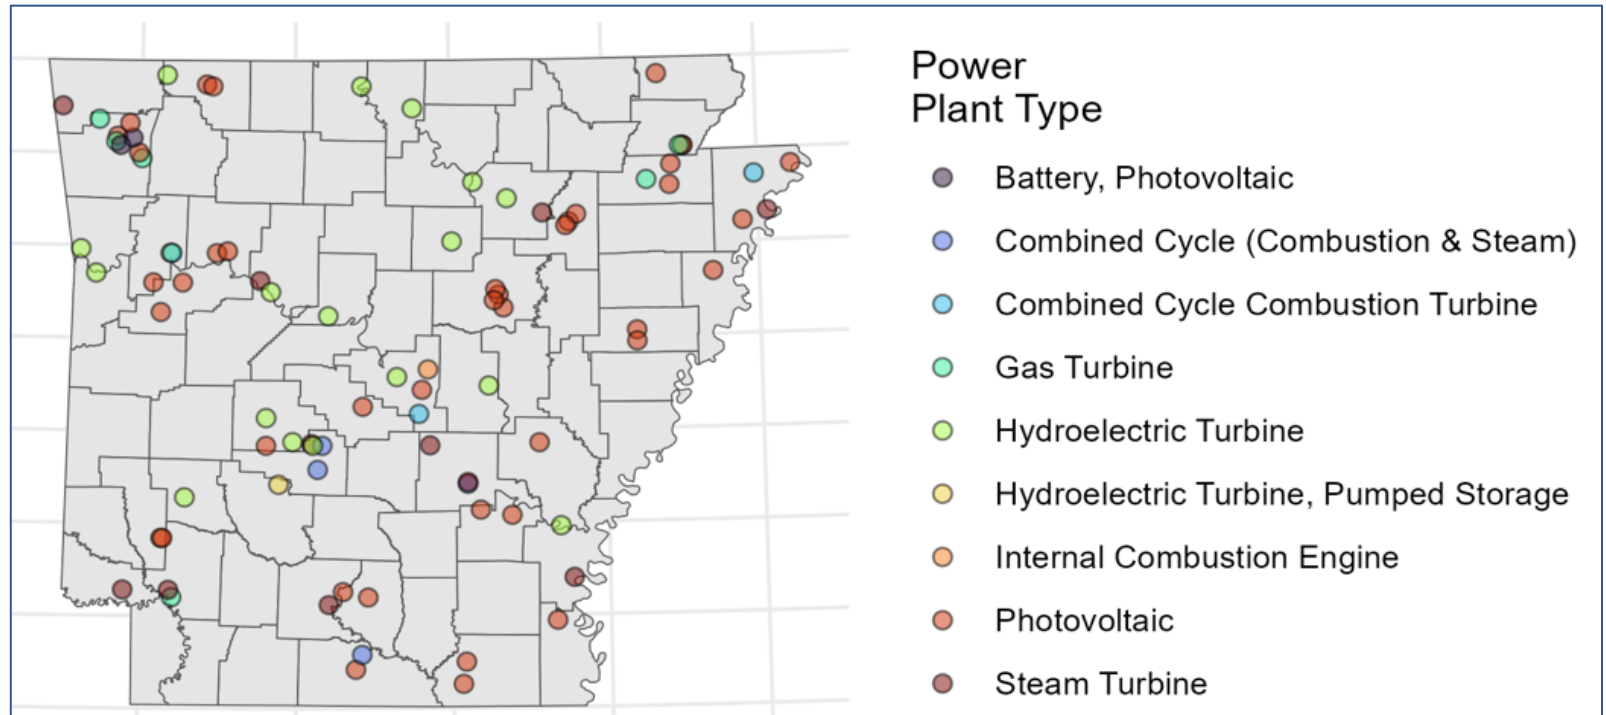 Power
Plant Type
Battery, Photovoltaic
Combined Cycle (Combustion & Steam)
Combined Cycle Combustion Turbine
Gas Turbine
Hydroelectric Turbine
Hydroelectric Turbine, Pumped Storage
Internal Combustion Engine
Photovoltaic
Steam Turbine